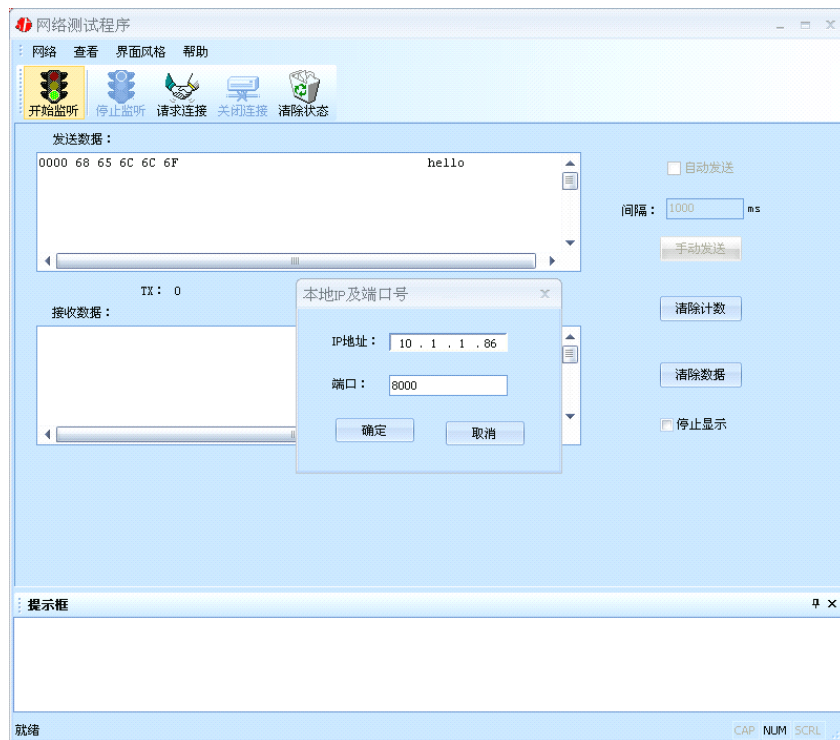 网络测试程序
网络 查看 界面风格 帮助
开始监听 停止监听 请求连接 关闭连接 清除状态
发送数据：
0000 68 65 6C 6C 6F hello
自动发送
间隔： 1000 ms
手动发送
TX： 0
接收数据：
本地IP及端口号
IP地址： 10 . 1 . 1 . 86
端口： 8000
确定 取消
清除计数
清除数据
停止显示
提示框
就绪 CAP NUM SCRL